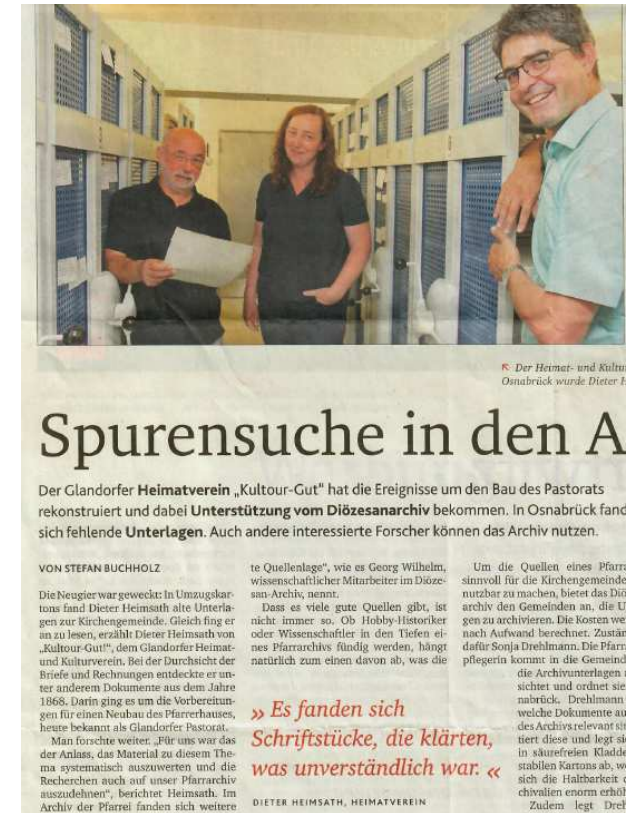 Der Heimat- und Kultur
Osnabrück wurde Dieter H
Spurensuche in den A
Der Glandorfer Heimatverein „Kultour-Gut“ hat die Ereignisse um den Bau des Pastorats
rekonstruiert und dabei Unterstützung vom Diözesanarchiv bekommen. In Osnabrück fand
sich fehlende Unterlagen. Auch andere interessierte Forscher können das Archiv nutzen.
VON STEFAN BUCHHOLZ
Die Neugier war geweckt: In Umzugskar-
tons fand Dieter Heimsath alte Unterla-
gen zur Kirchengemeinde. Gleich fing er
an zu lesen, erzählt Dieter Heimsath von
„Kultour-Gut!“, dem Glandorfer Heimat-
und Kulturverein. Bei der Durchsicht der
Briefe und Rechnungen entdeckte er un-
ter anderem Dokumente aus dem Jahre
1868. Darin ging es um die Vorbereitun-
gen für einen Neubau des Pfarrerhauses,
heute bekannt als Glandorfer Pastorat.
Man forschte weiter. „Für uns war das
der Anlass, das Material zu diesem The-
ma systematisch auszuwerten und die
Recherchen auch auf unser Pfarrarchiv
auszudehnen“, berichtet Heimsath. Im
Archiv der Pfarrei fanden sich weitere
te Quellenlage“, wie es Georg Wilhelm,
wissenschaftlicher Mitarbeiter im Diöze-
san-Archiv, nennt.
Dass es viele gute Quellen gibt, ist
nicht immer so. Ob Hobby-Historiker
oder Wissenschaftler in den Tiefen ei-
nes Pfarrarchivs fündig werden, hängt
natürlich zum einen davon ab, was die
» Es fanden sich
Schriftstücke, die klärten,
was unverständlich war. «
DIETER HEIMSATH, HEIMATVEREIN
Um die Quellen eines Pfarra
sinnvoll für die Kirchengemeinde
nutzbar zu machen, bietet das Diö
archiv den Gemeinden an, die U
gen zu archivieren. Die Kosten we
nach Aufwand berechnet. Zustän
dafür Sonja Drehlmann. Die Pfarra
pflegerin kommt in die Gemeind
die Archivunterlagen
sichtet und ordnet sie
nabrück. Drehlmann
welche Dokumente au
des Archivs relevant si
tiert diese und legt sie
in säurefreien Kladde
stabilen Kartons ab, wo
sich die Haltbarkeit d
chivalien enorm erhöh
Zudem legt Dreh